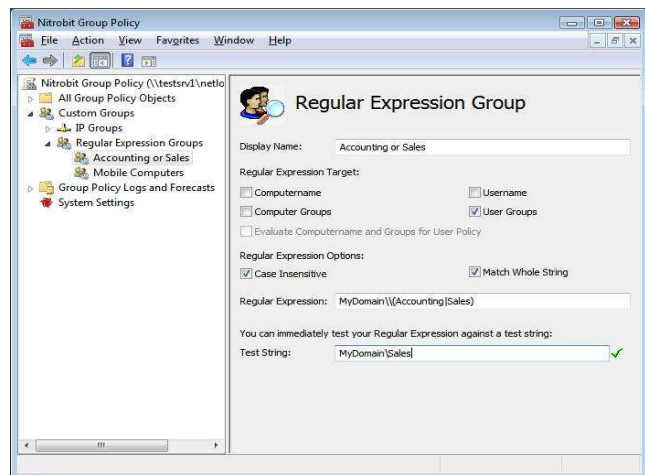 Nitrobit Group Policy
File Action View Favorites Window Help
Nitrobit Group Policy (\\testsrv1\netlo
All Group Policy Objects
Custom Groups
IP Groups
Regular Expression Groups
Accounting or Sales
Mobile Computers
Group Policy Logs and Forecasts
System Settings
Regular Expression Group
Display Name: Accounting or Sales
Regular Expression Target:
Computername Username
Computer Groups User Groups
Evaluate Computername and Groups for User Policy
Regular Expression Options:
Case Insensitive Match Whole String
Regular Expression: MyDomain\\(Accounting|Sales)
You can immediately test your Regular Expression against a test string:
Test String: MyDomain\Sales